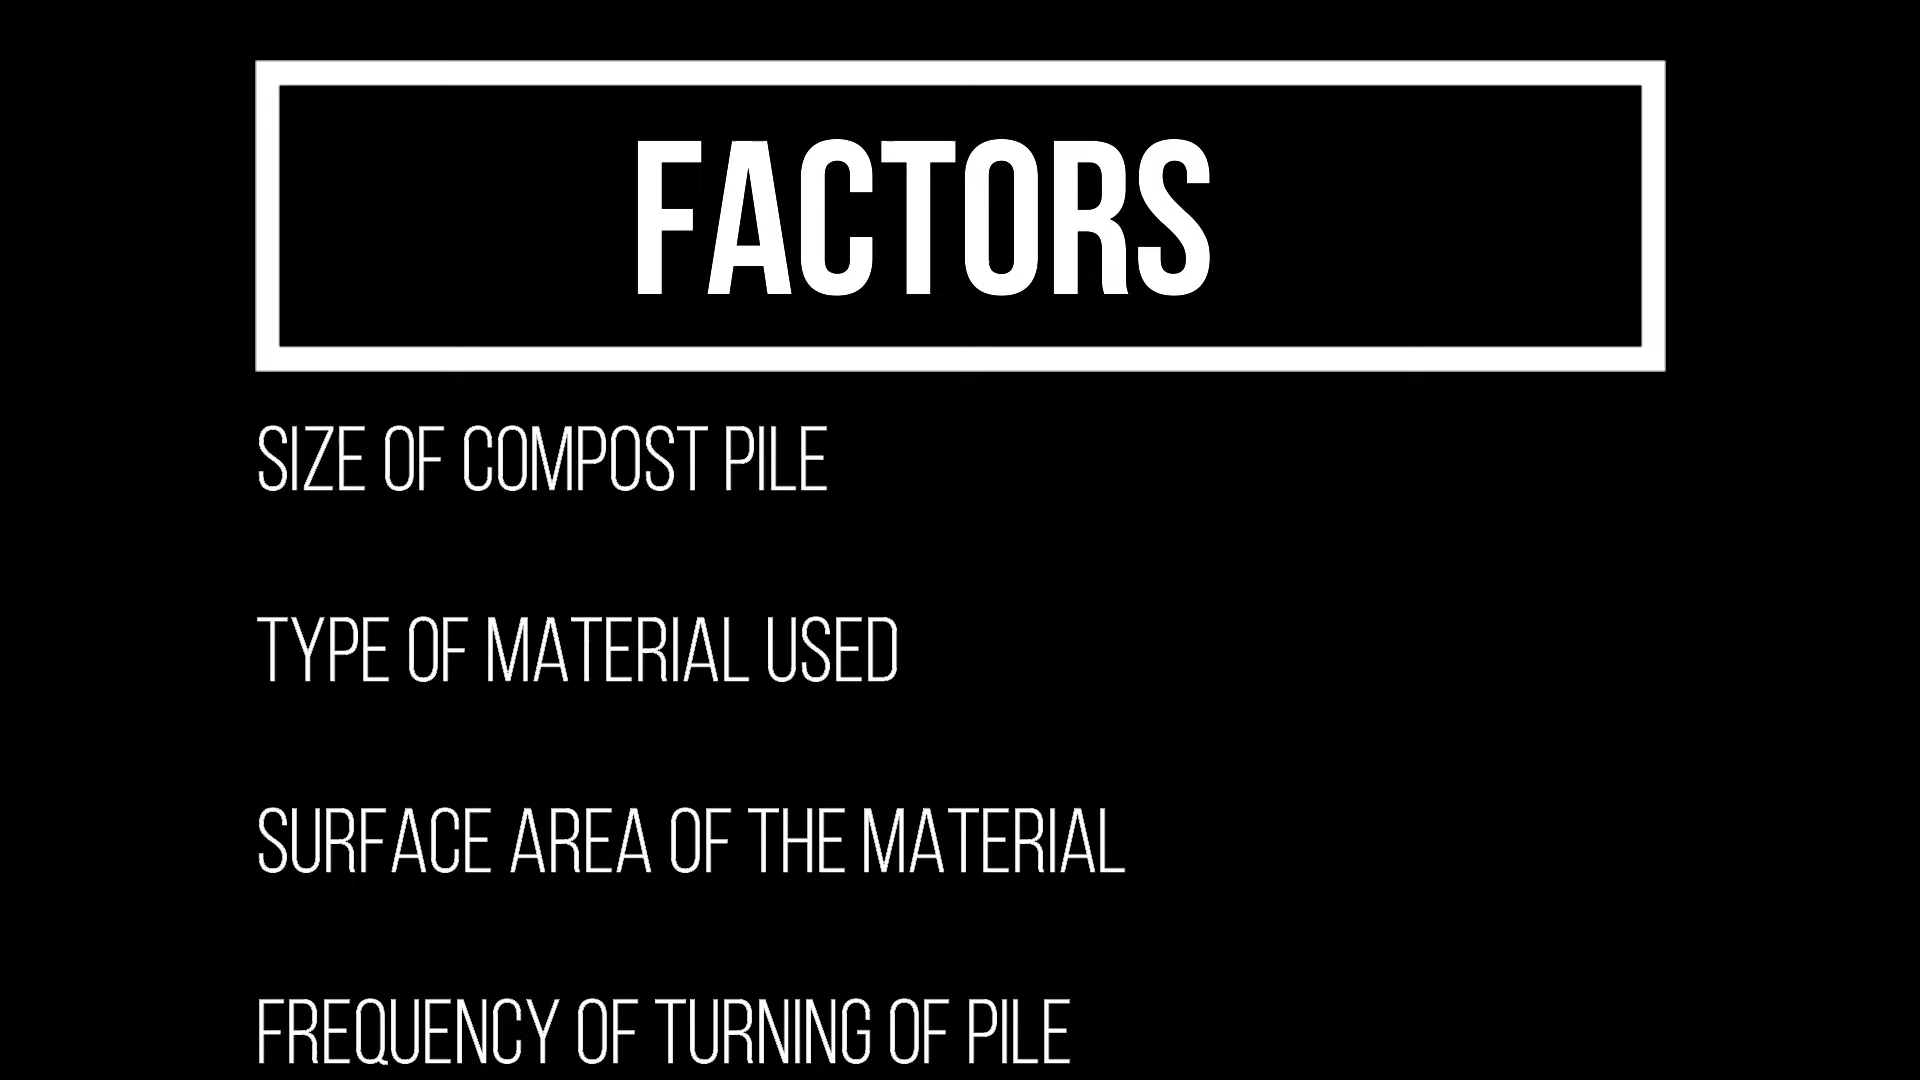 FACTORS
SIZE OF COMPOST PILE
TYPE OF MATERIAL USED
SURFACE AREA OF THE MATERIAL
FREQUENCY OF TURNING OF PILE